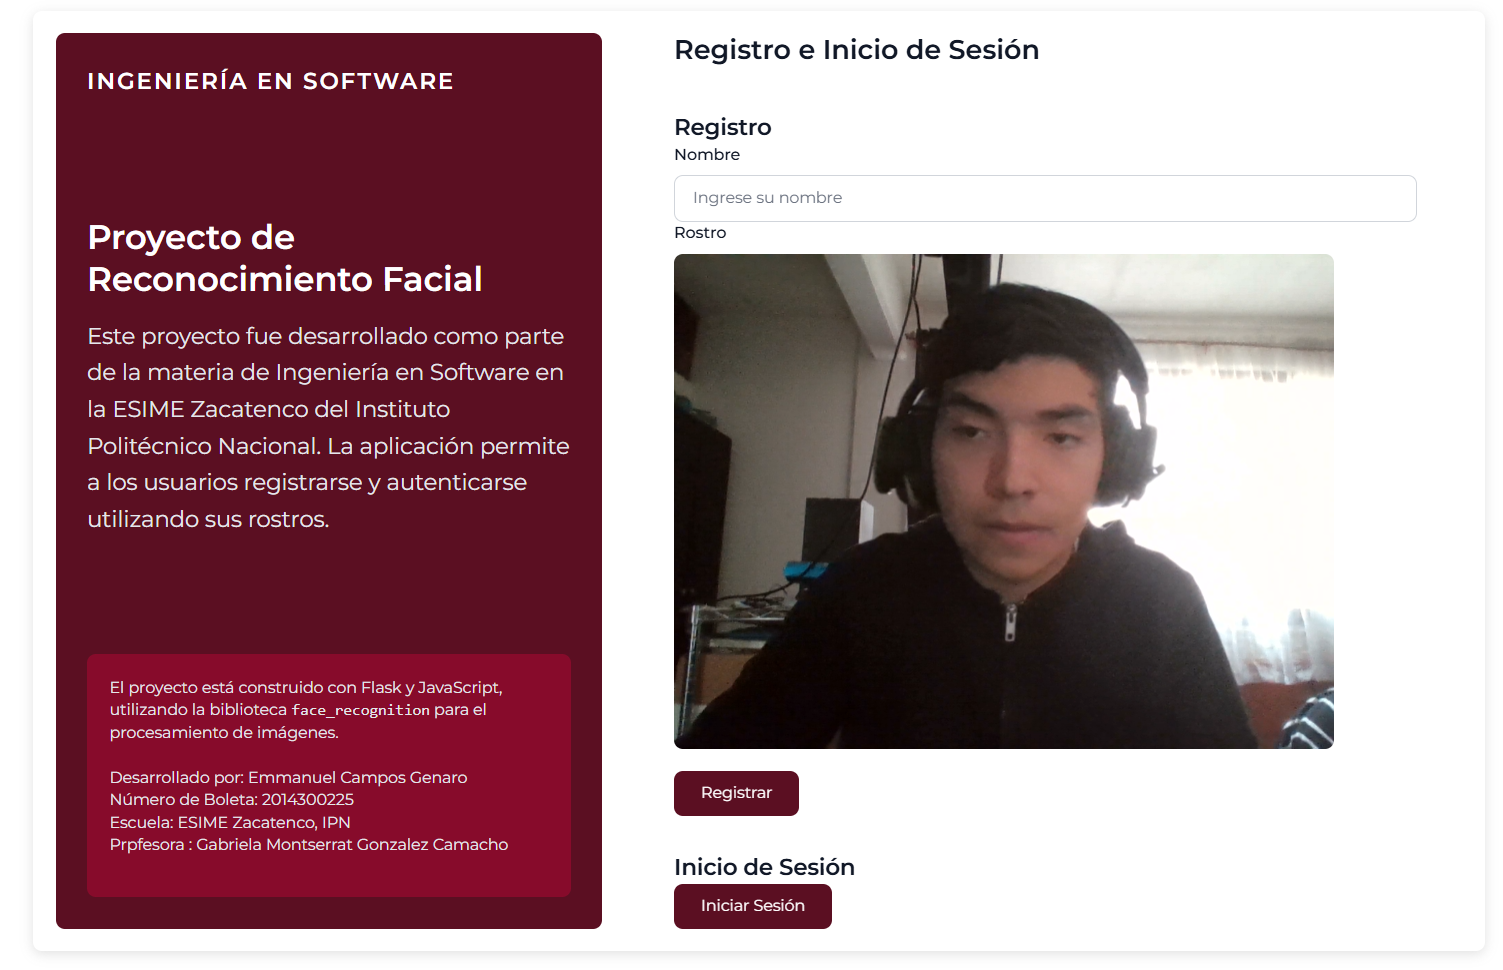 INGENIERÍA EN SOFTWARE
Proyecto de
Reconocimiento Facial
Este proyecto fue desarrollado como parte
de la materia de Ingeniería en Software en
la ESIME Zacatenco del Instituto
Politécnico Nacional. La aplicación permite
a los usuarios registrarse y autenticarse
utilizando sus rostros.
El proyecto está construido con Flask y JavaScript,
utilizando la biblioteca face_recognition para el
procesamiento de imágenes.
Desarrollado por: Emmanuel Campos Genaro
Número de Boleta: 2014300225
Escuela: ESIME Zacatenco, IPN
Prpfesora : Gabriela Montserrat Gonzalez Camacho
Registro e Inicio de Sesión
Registro
Nombre
Ingrese su nombre
Rostro
Registrar
Inicio de Sesión
Iniciar Sesión